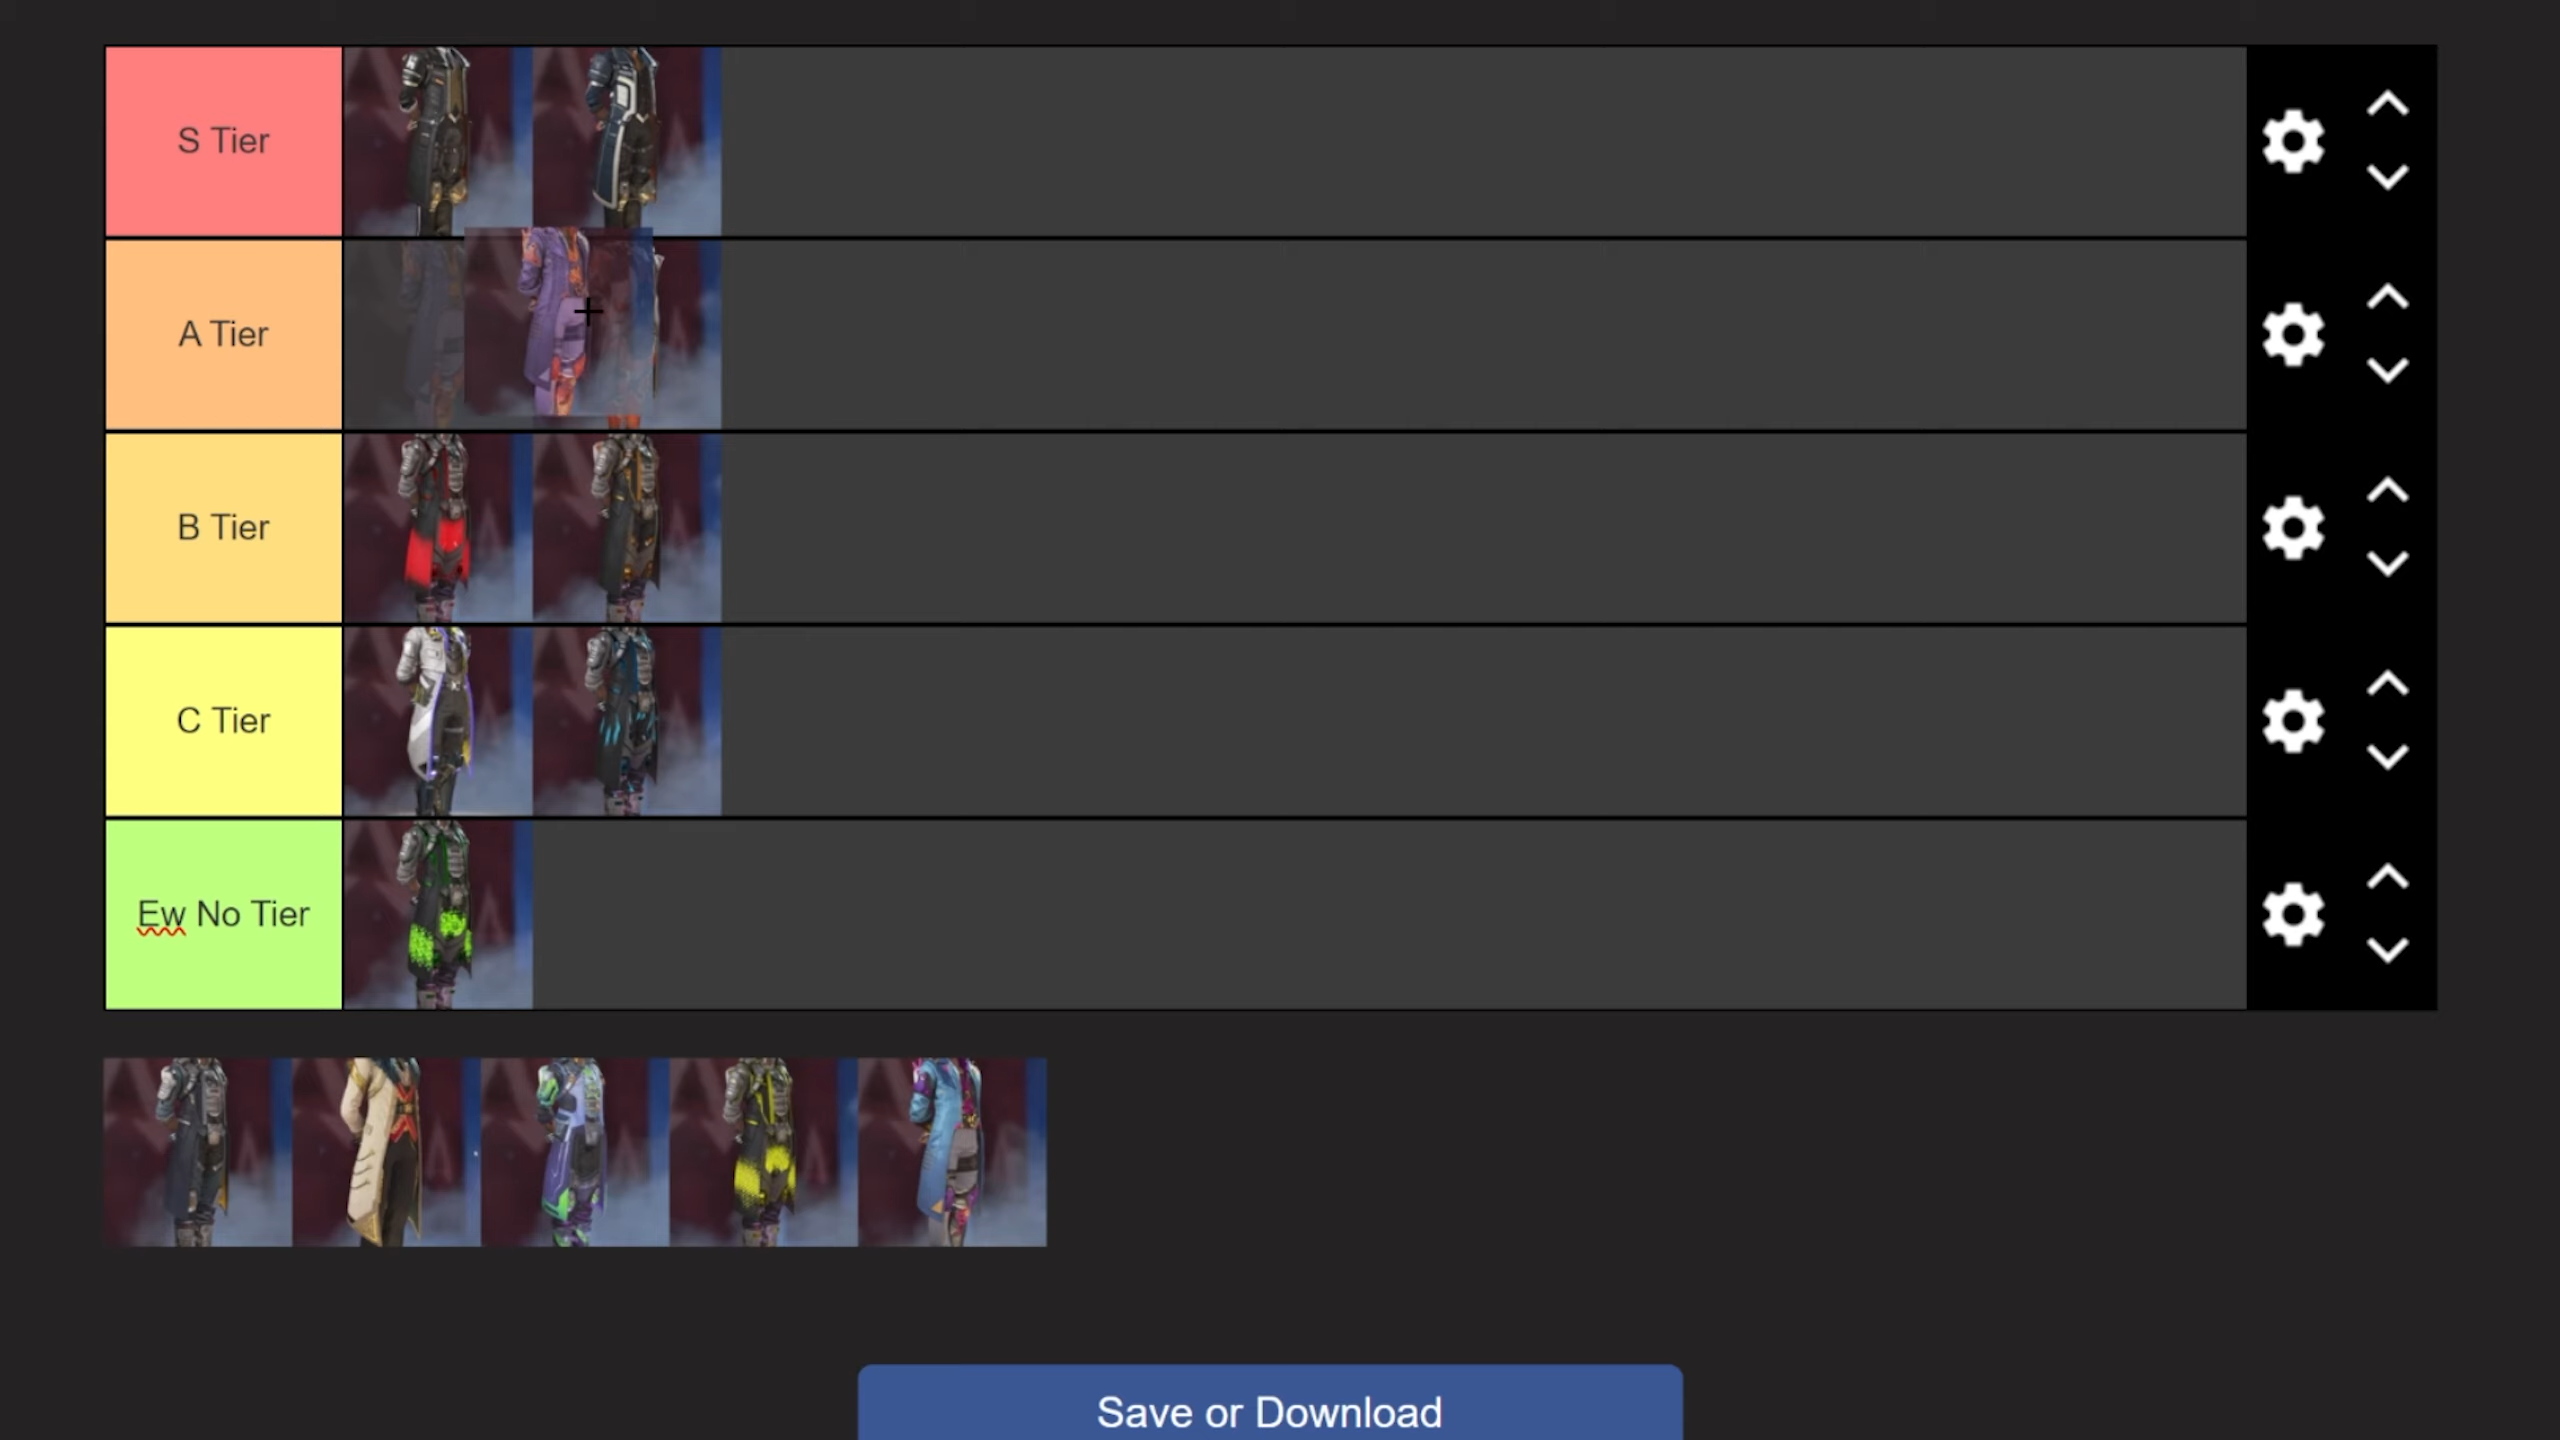 S Tier
A Tier
B Tier
C Tier
Ew No Tier
Save or Download